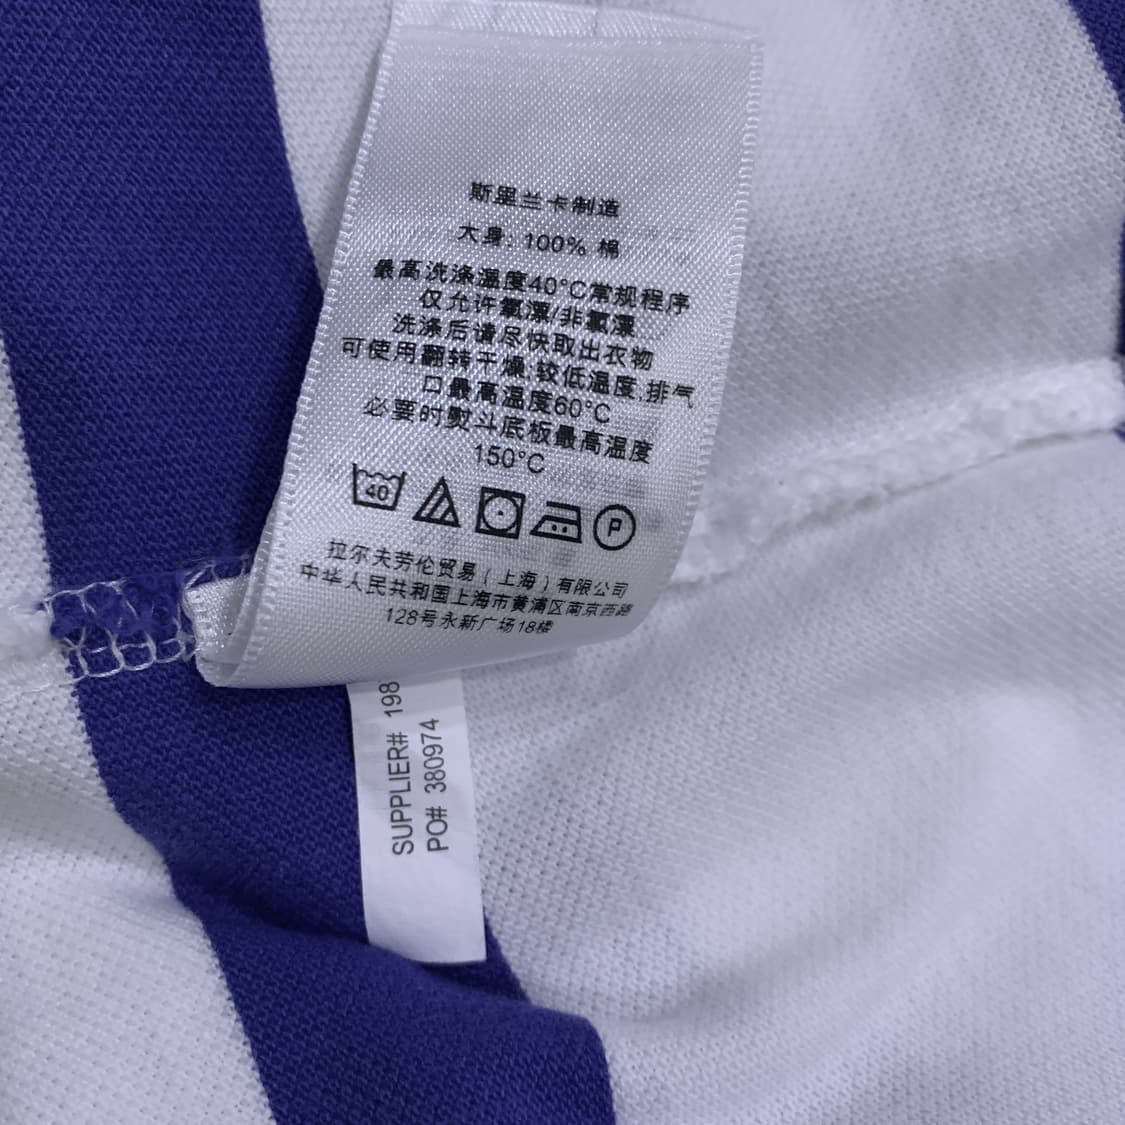 斯里兰卡制造
大身: 100% 棉
最高洗涤温度40°C常规程序
仅允许氧漂/非氯漂
洗涤后请尽快取出衣物
可使用翻转干燥,较低温度,排气
口最高温度60°C
必要时熨斗底板最高温度
150°C
40
P
拉尔夫劳伦贸易(上海)有限公司
中华人民共和国上海市黄浦区南京西路
128号永新广场18楼
SUPPLIER# 198
PO# 380974